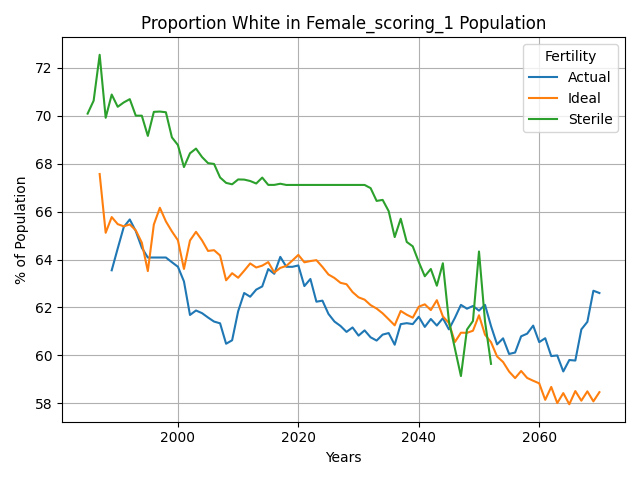 Proportion White in Female_scoring_1 Population
Fertility
Actual
Ideal
Sterile
% of Population
72
70
68
66
64
62
60
58
2000
2020
2040
2060
Years